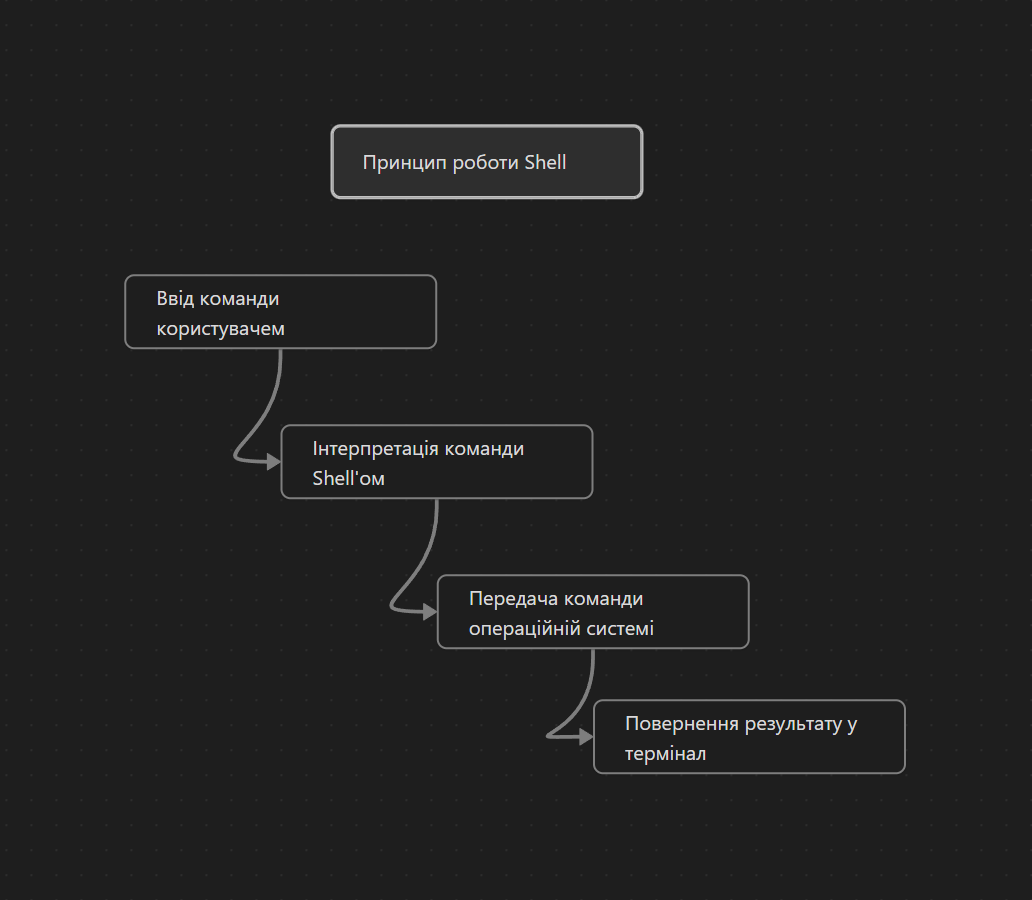 Принцип роботи Shell
Ввід команди
користувачем
Інтерпретація команди
Shell'ом
Передача команди
операційній системі
Повернення результату у
термінал